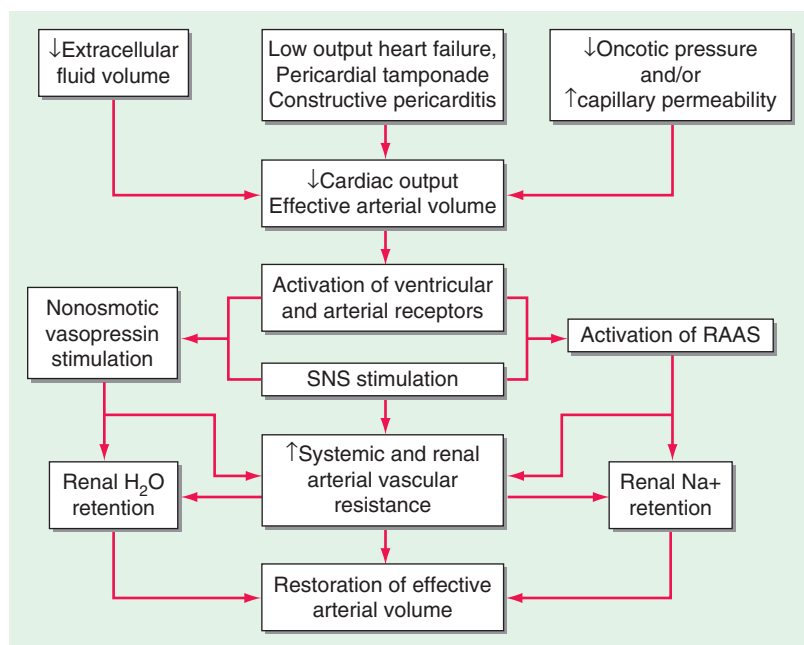 ↓Extracellular
fluid volume
Low output heart failure,
Pericardial tamponade
Constructive pericarditis
↓Oncotic pressure
and/or
↑capillary permeability
↓Cardiac output
Effective arterial volume
Activation of ventricular
and arterial receptors
Nonosmotic
vasopressin
stimulation
Activation of RAAS
SNS stimulation
↑Systemic and renal
arterial vascular
resistance
Renal H₂O
retention
Renal Na+
retention
Restoration of effective
arterial volume